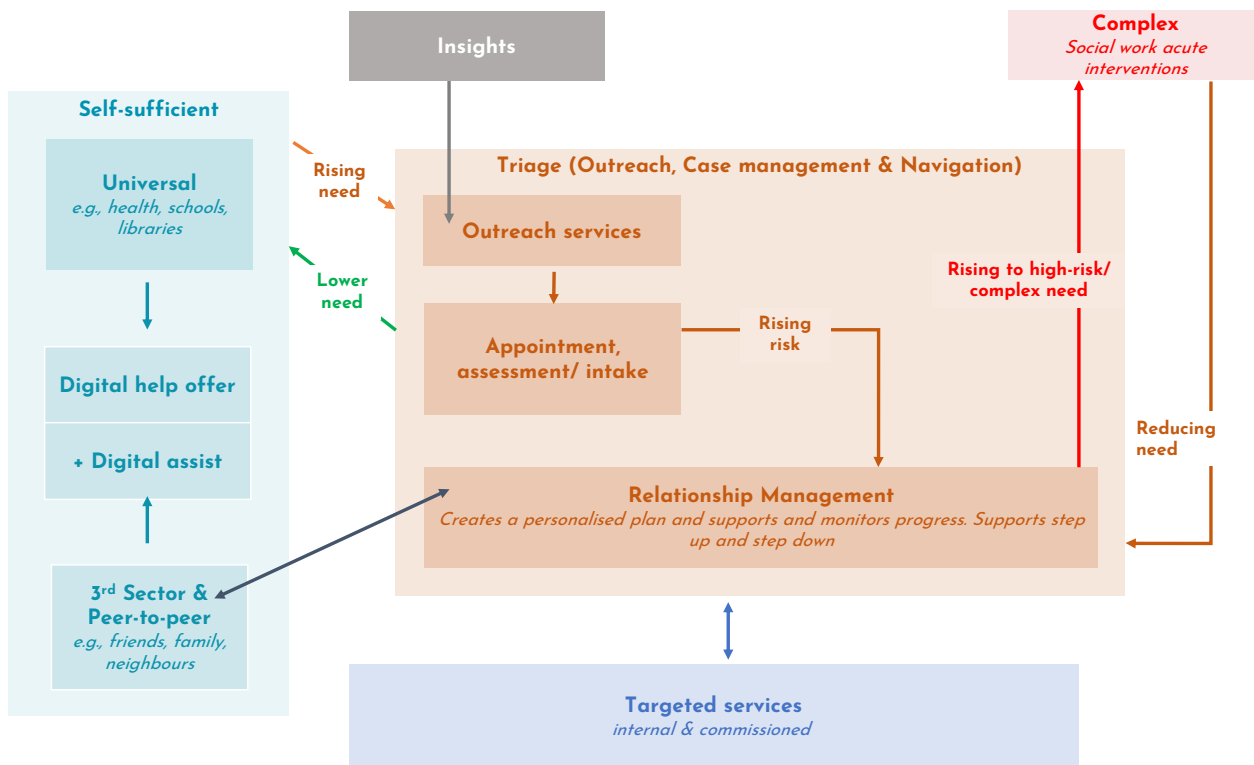 Insights
Complex
Social work acute
interventions
Self-sufficient
Universal
e.g., health, schools,
libraries
Digital help offer
+ Digital assist
3rd Sector &
Peer-to-peer
e.g., friends, family,
neighbours
Rising
need
Lower
need
Triage (Outreach, Case management & Navigation)
Outreach services
Appointment,
assessment/ intake
Rising
risk
Rising to high-risk/
complex need
Reducing
need
Relationship Management
Creates a personalised plan and supports and monitors progress. Supports step
up and step down
Targeted services
internal & commissioned